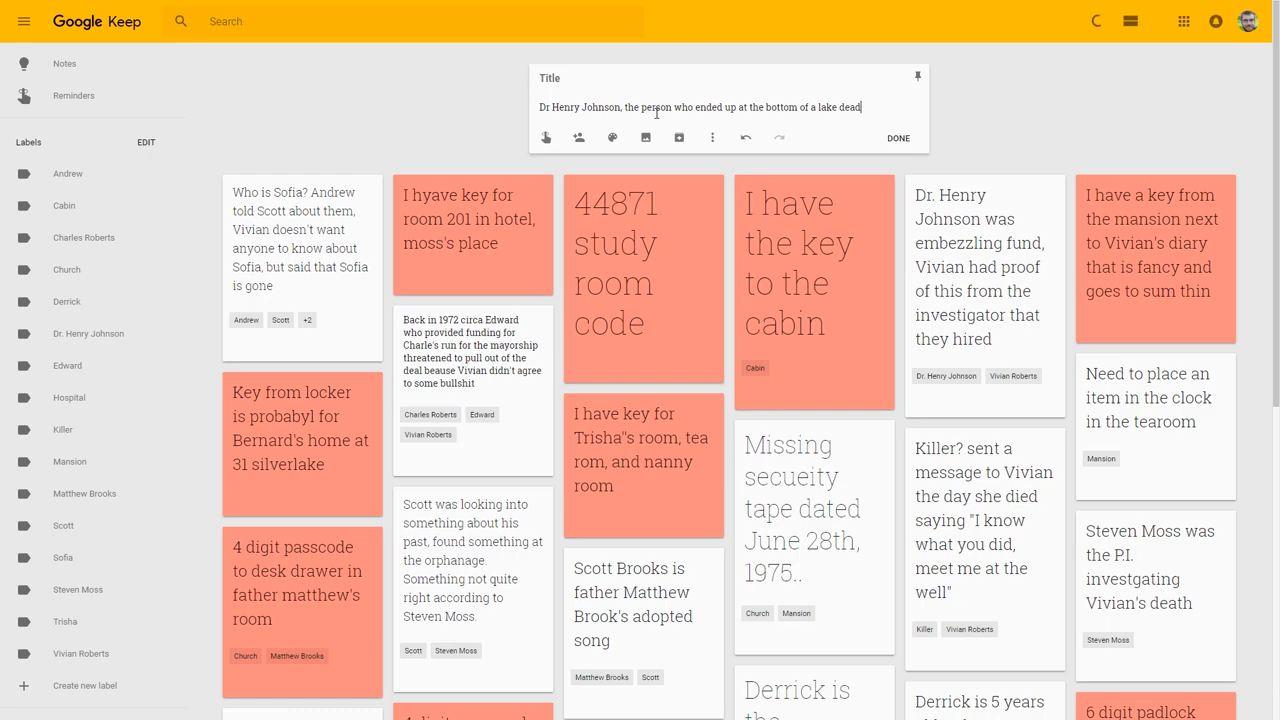 Google Keep
Search
Notes
Reminders
Labels
EDIT
Andrew
Cabin
Charles Roberts
Church
Derrick
Dr. Henry Johnson
Edward
Hospital
Killer
Mansion
Matthew Brooks
Scott
Sofia
Steven Moss
Trisha
Vivian Roberts
Create new label
Title
Dr Henry Johnson, the person who ended up at the bottom of a lake dead
DONE
Who is Sofia? Andrew
told Scott about them,
Vivian doesn't want
anyone to know about
Sofia, but said that Sofia
is gone
Andrew
Scott
+2
Key from locker
is probabyl for
Bernard's home at
31 silverlake
4 digit passcode
to desk drawer in
father matthew's
room
Church
Matthew Brooks
I hyave key for
room 201 in hotel,
moss's place
Back in 1972 circa Edward
who provided funding for
Charle's run for the mayorship
threatened to pull out of the
deal beause Vivian didn't agree
to some bullshit
Charles Roberts
Edward
Vivian Roberts
Scott was looking into
something about his
past, found something at
the orphanage.
Something not quite
right according to
Steven Moss.
Scott
Steven Moss
44871
study
room
code
I have key for
Trisha"s room, tea
rom, and nanny
room
Scott Brooks is
father Matthew
Brook's adopted
song
Matthew Brooks
Scott
I have
the key
to the
cabin
Cabin
Missing
secueity
tape dated
June 28th,
1975..
Church
Mansion
Derrick is
Dr. Henry
Johnson was
embezzling fund,
Vivian had proof
of this from the
investigator that
they hired
Dr. Henry Johnson
Vivian Roberts
Killer? sent a
message to Vivian
the day she died
saying "I know
what you did,
meet me at the
well"
Killer
Vivian Roberts
Derrick is 5 years
I have a key from
the mansion next
to Vivian's diary
that is fancy and
goes to sum thin
Need to place an
item in the clock
in the tearoom
Mansion
Steven Moss was
the P.I.
investgating
Vivian's death
Steven Moss
6 digit padlock